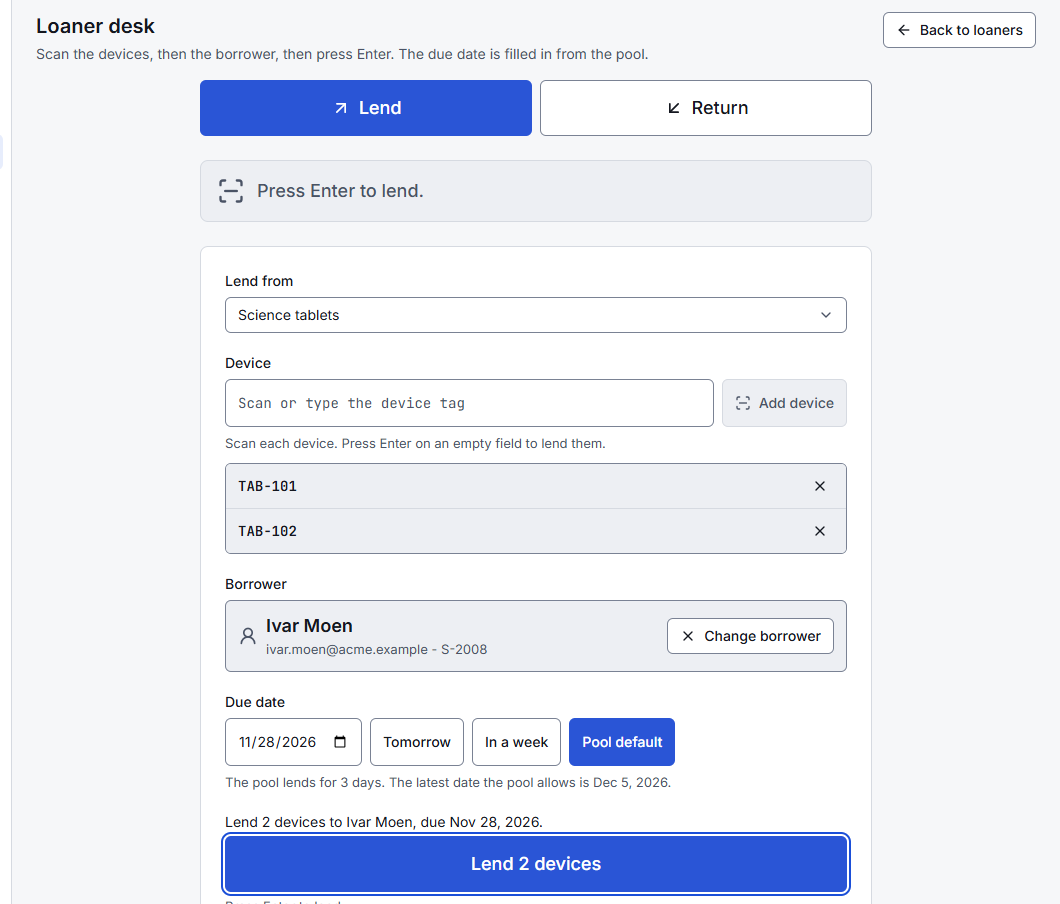 Loaner desk
Back to loaners
Scan the devices, then the borrower, then press Enter. The due date is filled in from the pool.
Lend
Return
Press Enter to lend.
Lend from
Science tablets
Device
Scan or type the device tag
Add device
Scan each device. Press Enter on an empty field to lend them.
TAB-101
TAB-102
Borrower
Ivar Moen
ivar.moen@acme.example - S-2008
Change borrower
Due date
11/28/2026
Tomorrow
In a week
Pool default
The pool lends for 3 days. The latest date the pool allows is Dec 5, 2026.
Lend 2 devices to Ivar Moen, due Nov 28, 2026.
Lend 2 devices